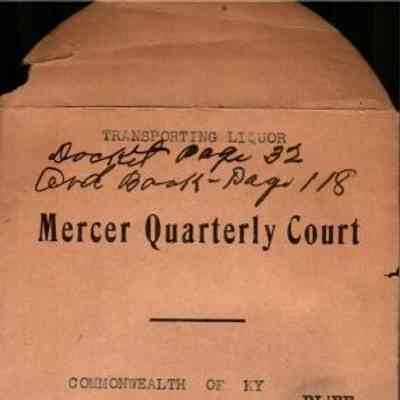 TRANSPORTING LIQUOR
Docket Page 32
Ord Book - Page 118
Mercer Quarterly Court
COMMONWEALTH OF KY